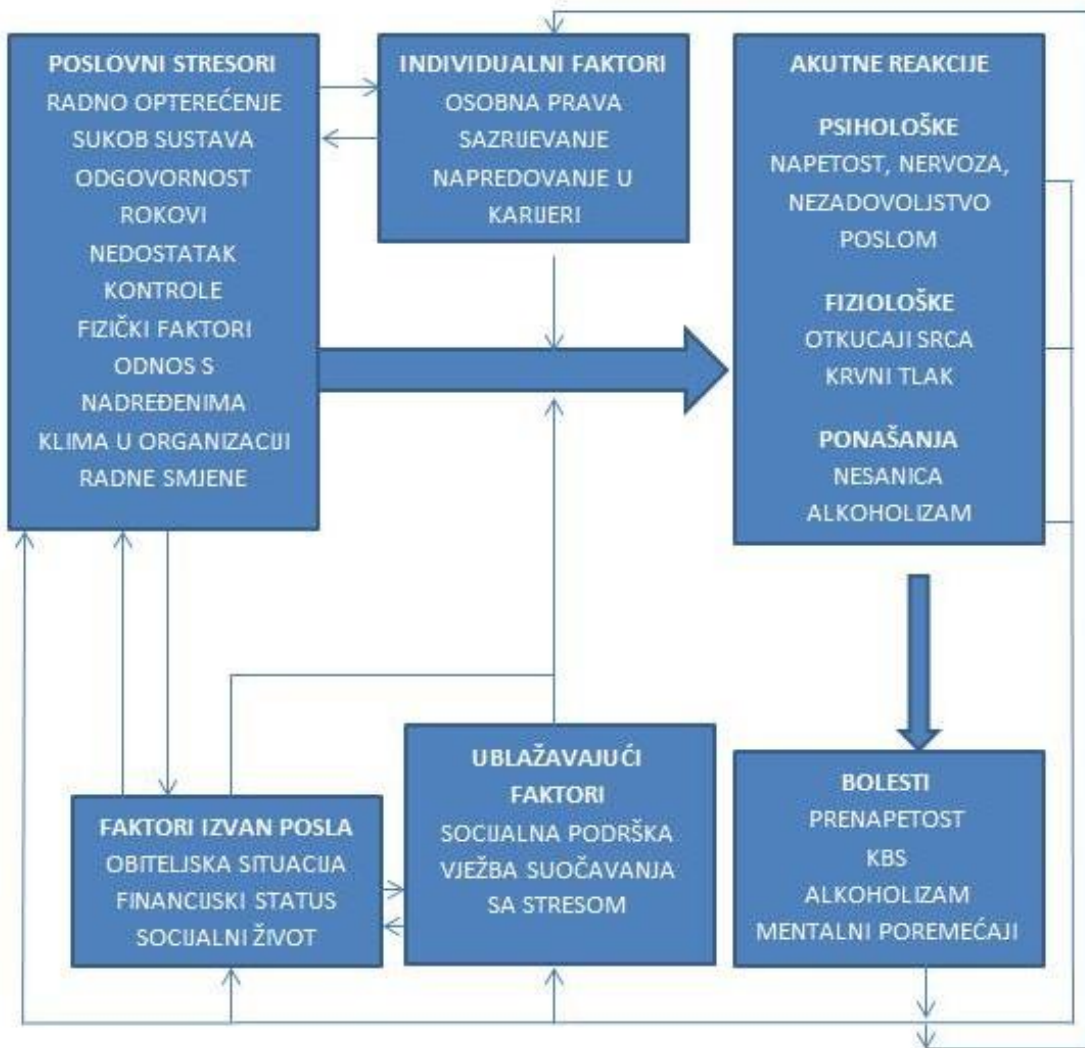 POSLOVNI STRESORI
RADNO OPTEREĆENJE
SUKOB SUSTAVA
ODGOVORNOST
ROKOVI
NEDOSTATAK
KONTROLE
FIZIČKI FAKTORI
ODNOS S
NADREĐENIMA
KLIMA U ORGANIZACIJI
RADNE SMJENE
INDIVIDUALNI FAKTORI
OSOBNA PRAVA
SAZRIJEVANJE
NAPREDOVANJE U
KARIJERI
AKUTNE REAKCIJE
PSIHOLOŠKE
NAPETOST, NERVOZA,
NEZADOVOLJSTVO
POSLOM
FIZIOLOŠKE
OTKUCAJI SRCA
KRVNI TLAK
PONAŠANJA
NESANICA
ALKOHOLIZAM
FAKTORI IZVAN POSLA
OBITELJSKA SITUACIJA
FINANCIJSKI STATUS
SOCIJALNI ŽIVOT
UBLAŽAVAJUĆI
FAKTORI
SOCIJALNA PODRŠKA
VJEŽBA SUOČAVANJA
SA STRESOM
BOLESTI
PRENAPETOST
KBS
ALKOHOLIZAM
MENTALNI POREMEĆAJI